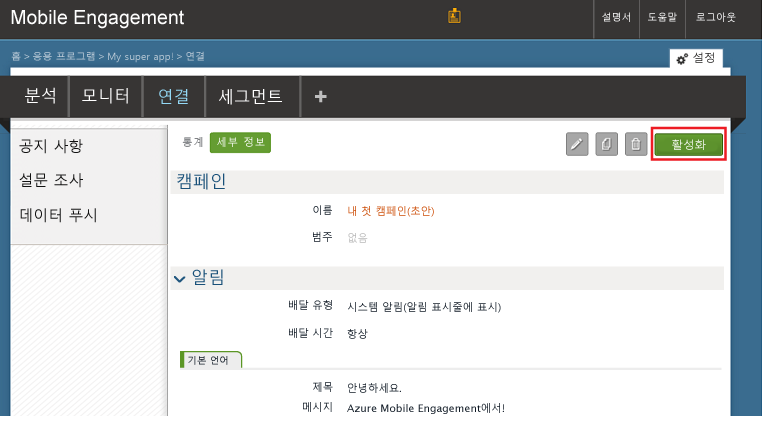 Mobile Engagement
설명서 도움말 로그아웃
홈 > 응용 프로그램 > My super app! > 연결
설정
분석 모니터 연결 세그먼트 +
공지 사항
설문 조사
데이터 푸시
통계 세부 정보 활성화
캠페인
이름 내 첫 캠페인(초안)
범주 없음
알림
배달 유형 시스템 알림(알림 표시줄에 표시)
배달 시간 항상
기본 언어
제목 안녕하세요.
메시지 Azure Mobile Engagement에서!